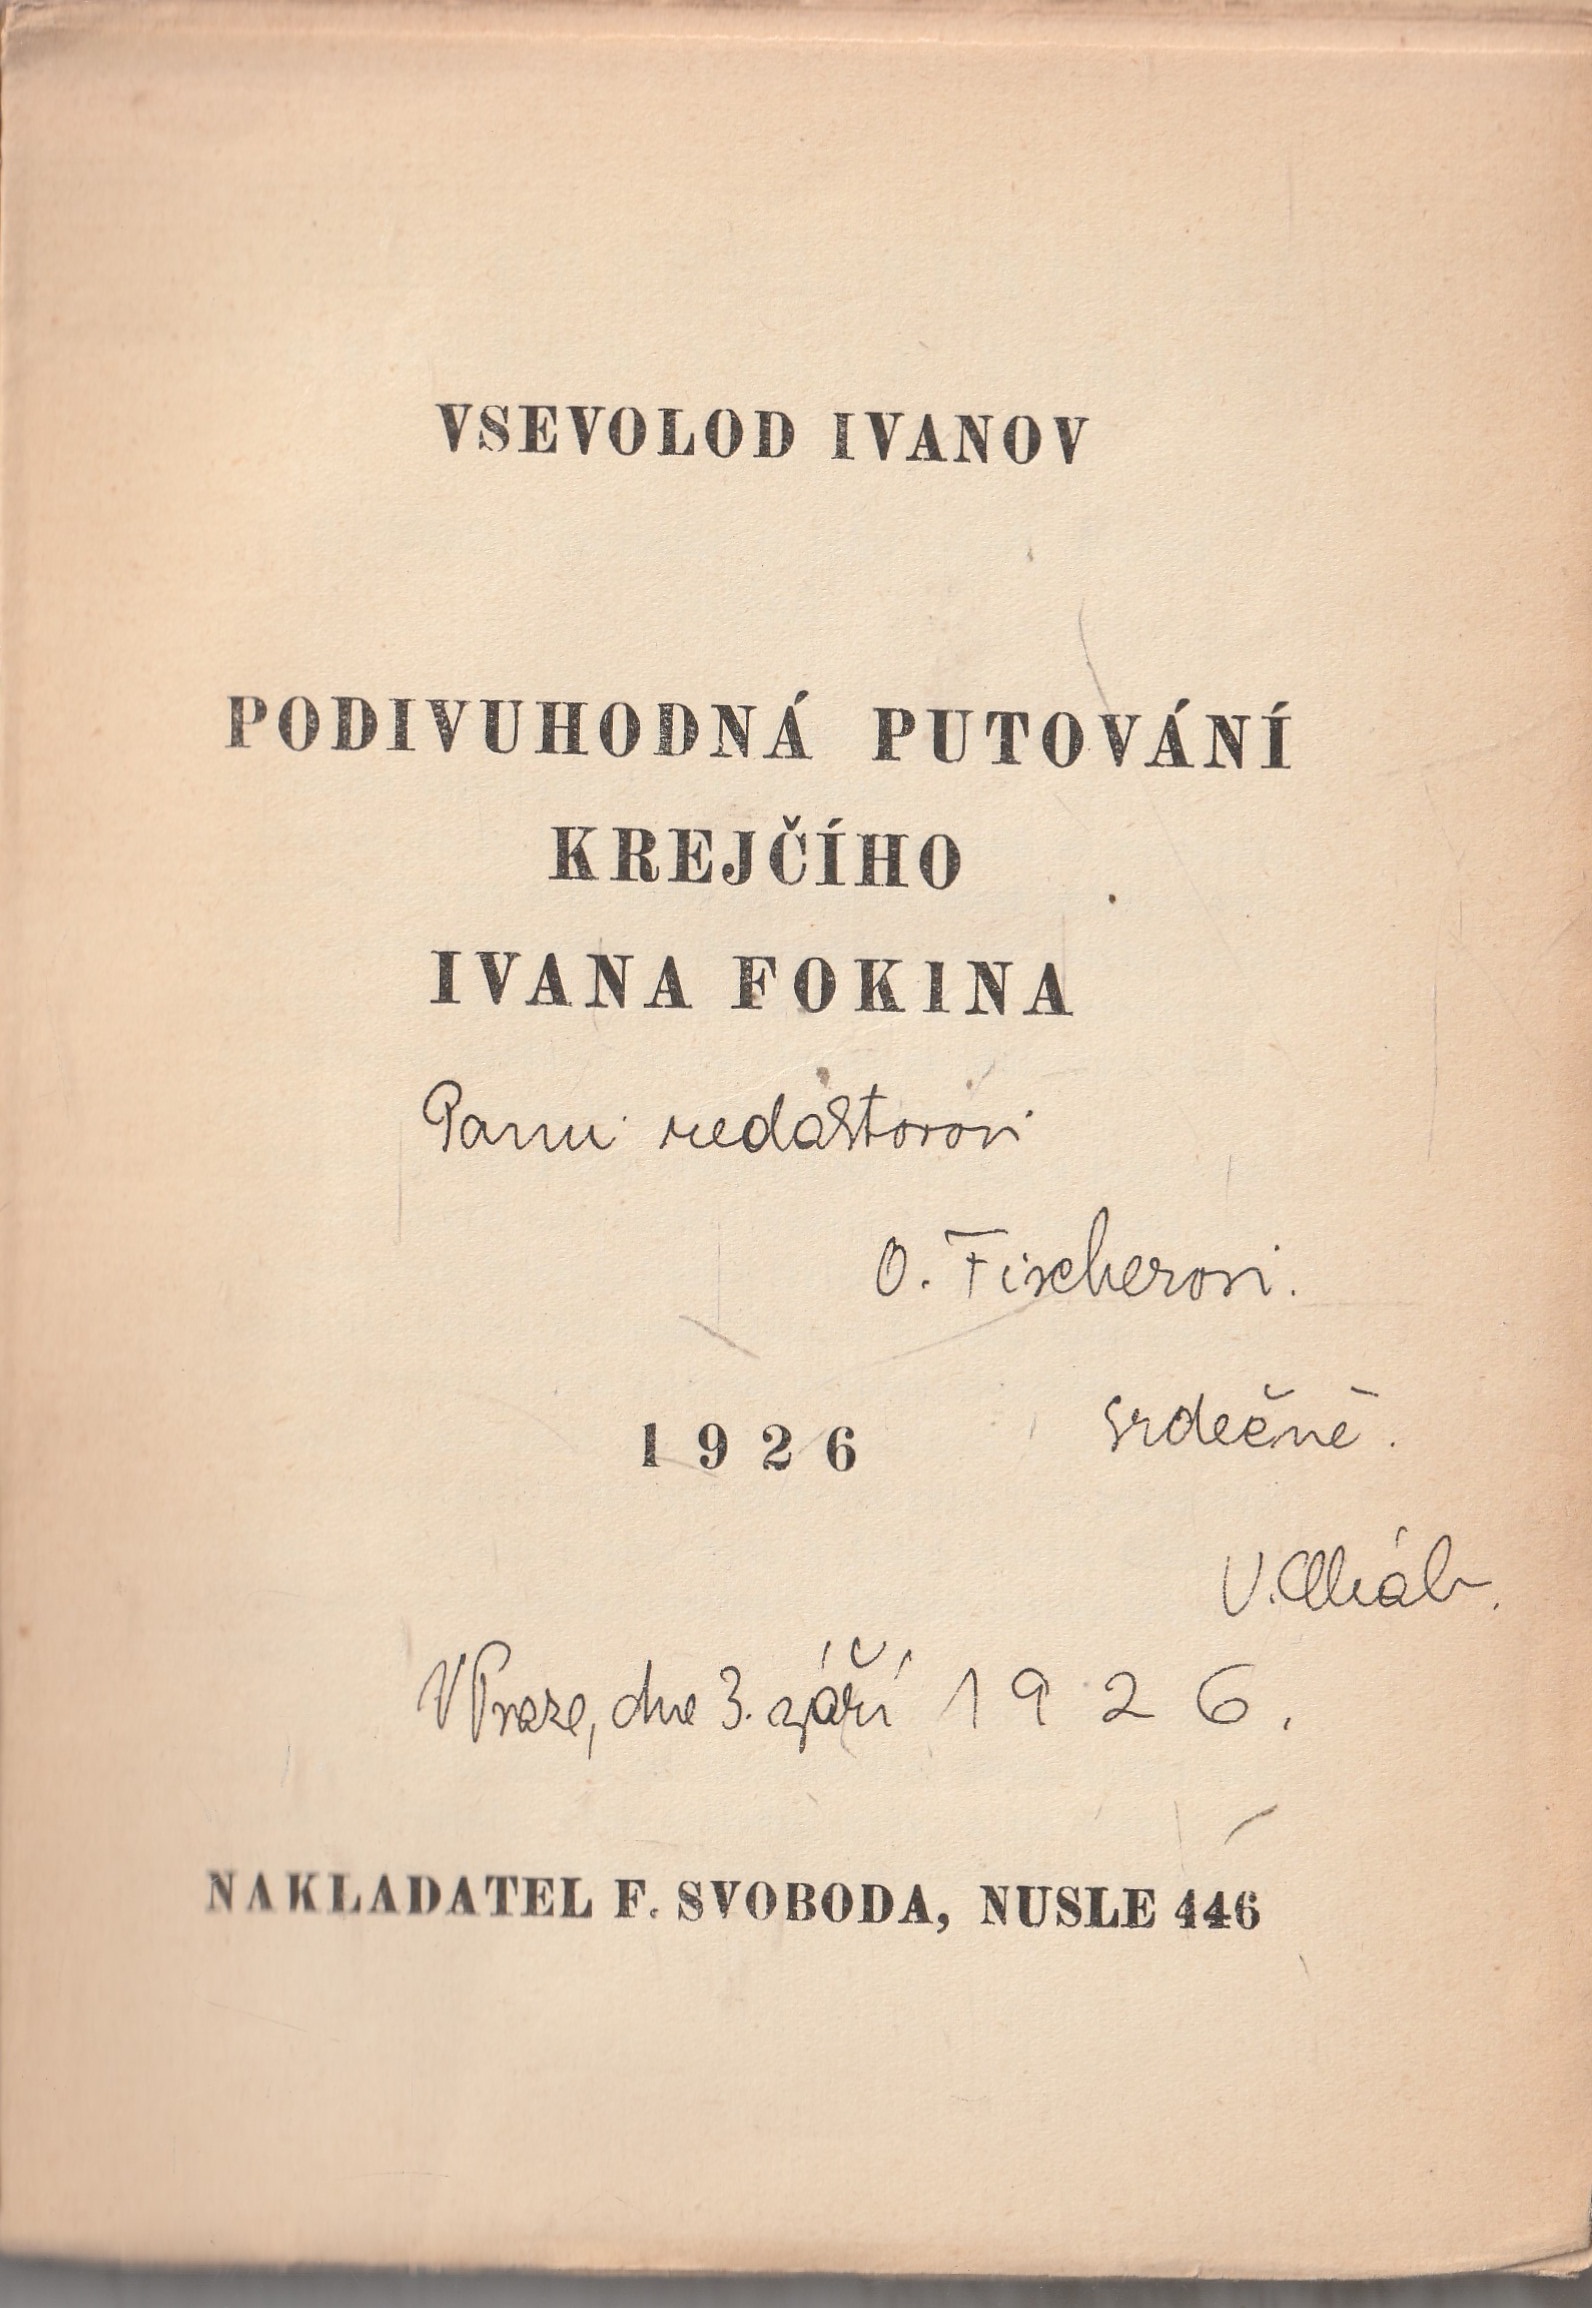 VSEVOLOD IVANOV
PODIVUHODNÁ PUTOVÁNÍ
KREJČÍHO
IVANA FOKINA
Panu redaktorovi
O. Fischerovi.
srdečně.
1926
V.
V Praze, dne 3. září 1926.
NAKLADATEL F. SVOBODA, NUSLE 446